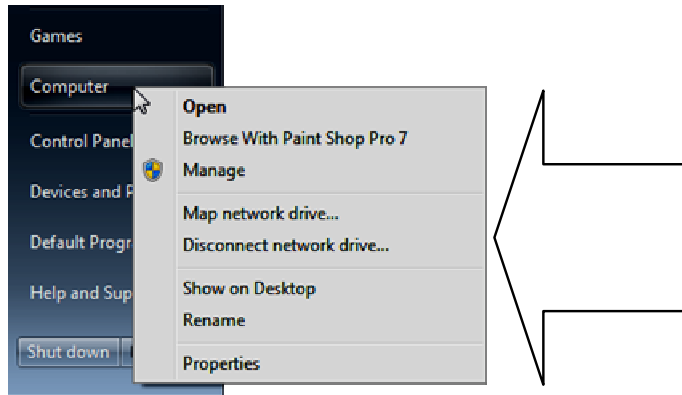 Games
Computer
Control Panel
Devices and P
Default Progr
Help and Sup
Shut down
Open
Browse With Paint Shop Pro 7
Manage
Map network drive...
Disconnect network drive...
Show on Desktop
Rename
Properties